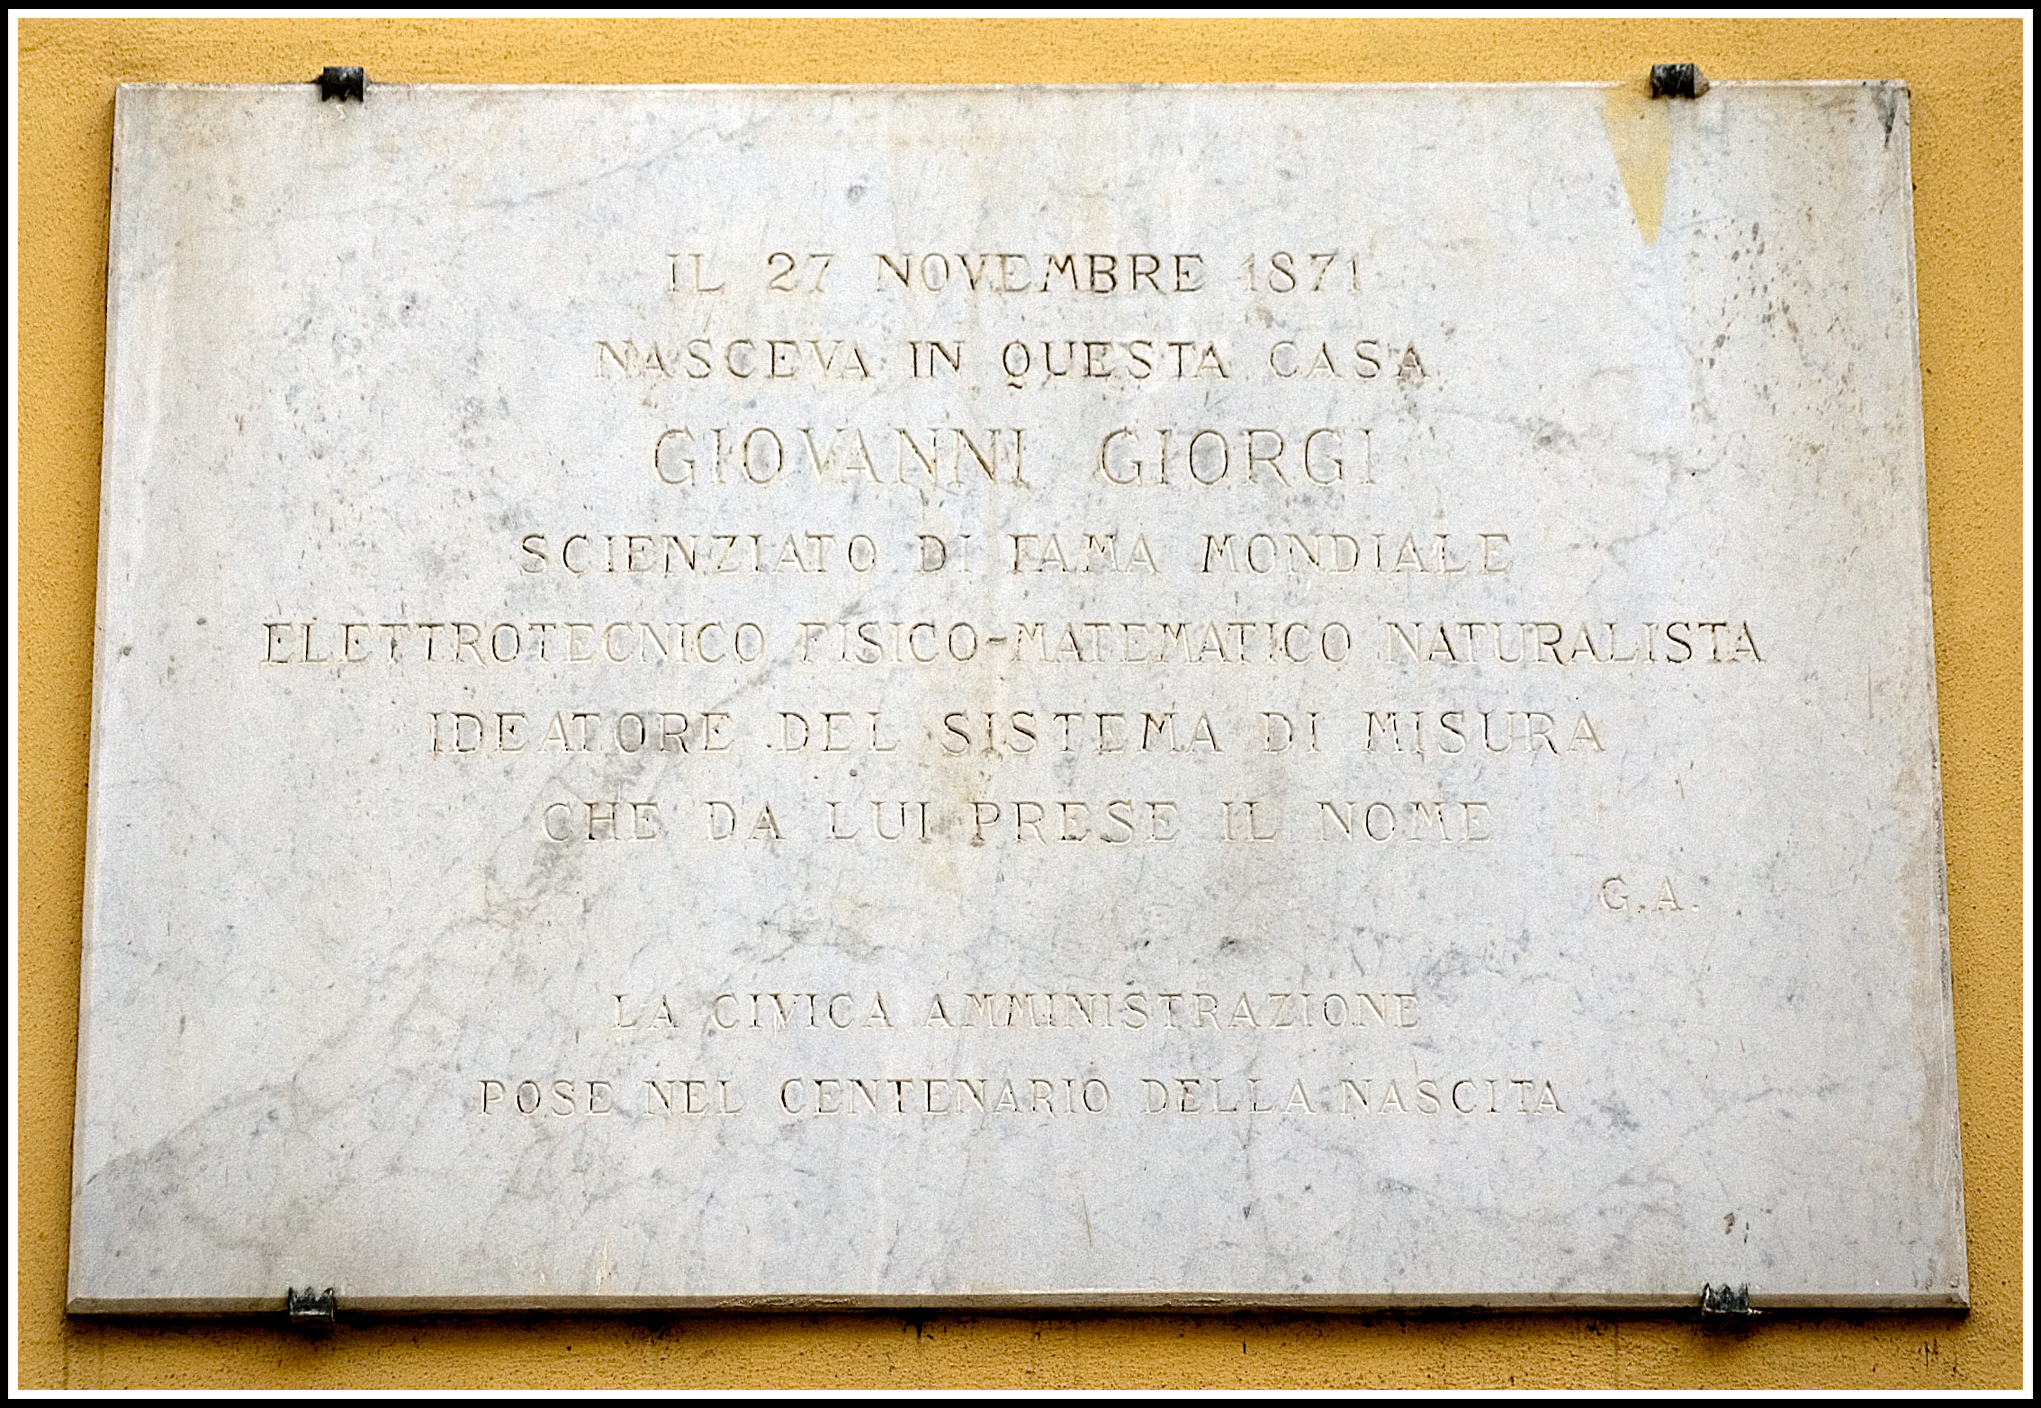 IL 27 NOVEMBRE 1871
NASCEVA IN QUESTA CASA
GIOVANNI GIORGI
SCIENZIATO DI FAMA MONDIALE
ELETTROTECNICO FISICO-MATEMATICO NATURALISTA
IDEATORE DEL SISTEMA DI MISURA
CHE DA LUI PRESE IL NOME
G.A.
LA CIVICA AMMINISTRAZIONE
POSE NEL CENTENARIO DELLA NASCITA